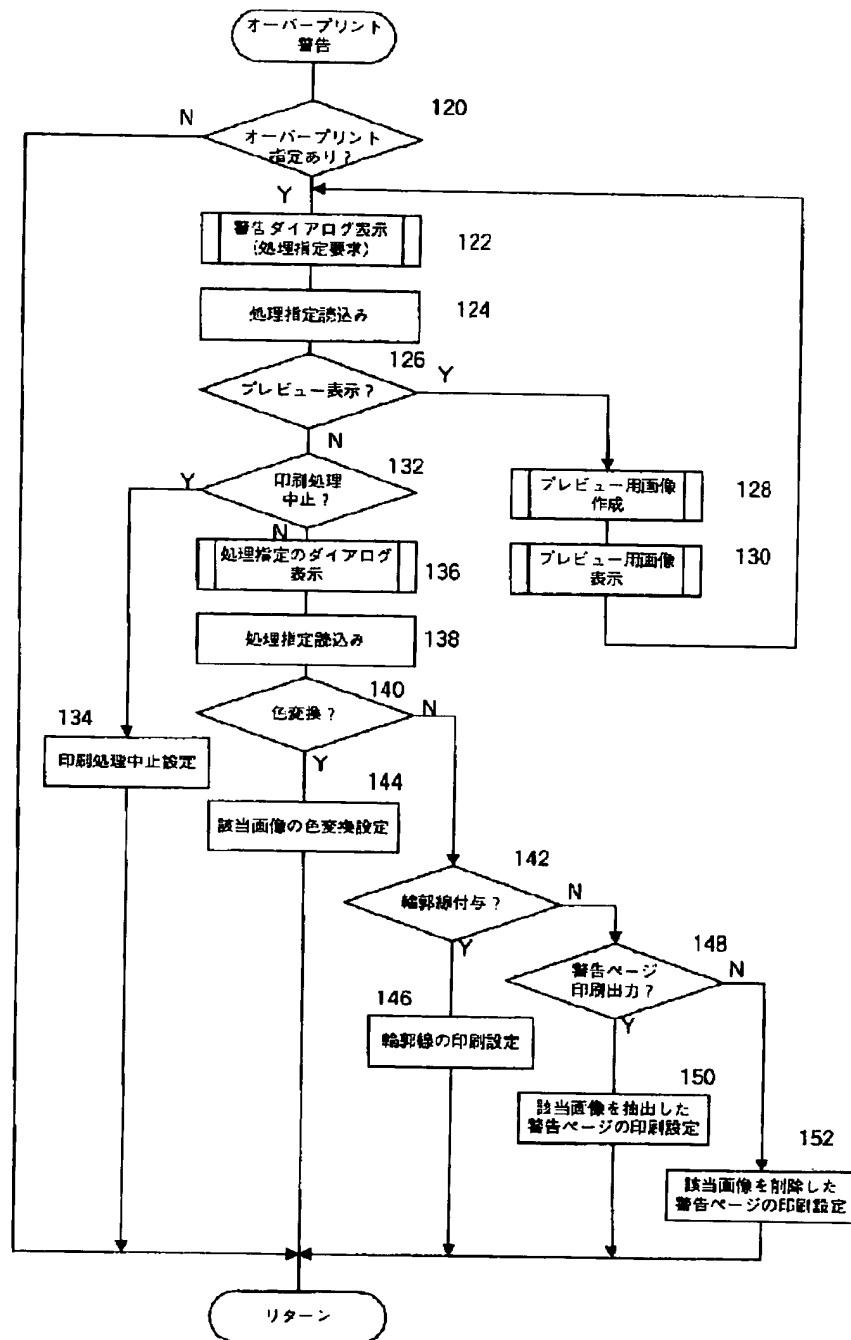 オーバープリント
警告
120
N
オーバープリント
指定あり？
Y
警告ダイアログ表示
(処理指定要求)
122
処理指定読込み
124
126
プレビュー表示？
Y
N
132
Y
印刷処理
中止？
N
プレビュー用画像
作成
128
処理指定のダイアログ
表示
136
プレビュー用画像
表示
130
処理指定読込み
138
140
色変換？
N
134
印刷処理中止設定
Y
144
該当画像の色変換設定
142
輪郭線付与？
N
Y
148
警告ページ
印刷出力？
N
146
Y
輪郭線の印刷設定
150
該当画像を抽出した
警告ページの印刷設定
152
該当画像を削除した
警告ページの印刷設定
リターン